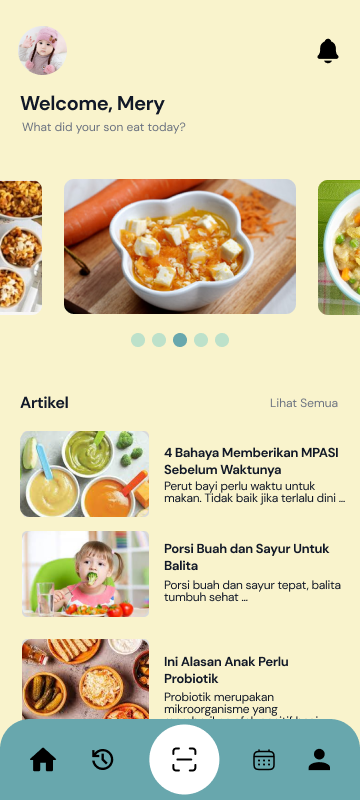 Welcome, Mery
What did your son eat today?
Artikel
Lihat Semua
4 Bahaya Memberikan MPASI
Sebelum Waktunya
Perut bayi perlu waktu untuk
makan. Tidak baik jika terlalu dini ...
Porsi Buah dan Sayur Untuk
Balita
Porsi buah dan sayur tepat, balita
tumbuh sehat ...
Ini Alasan Anak Perlu
Probiotik
Probiotik merupakan
mikroorganisme yang